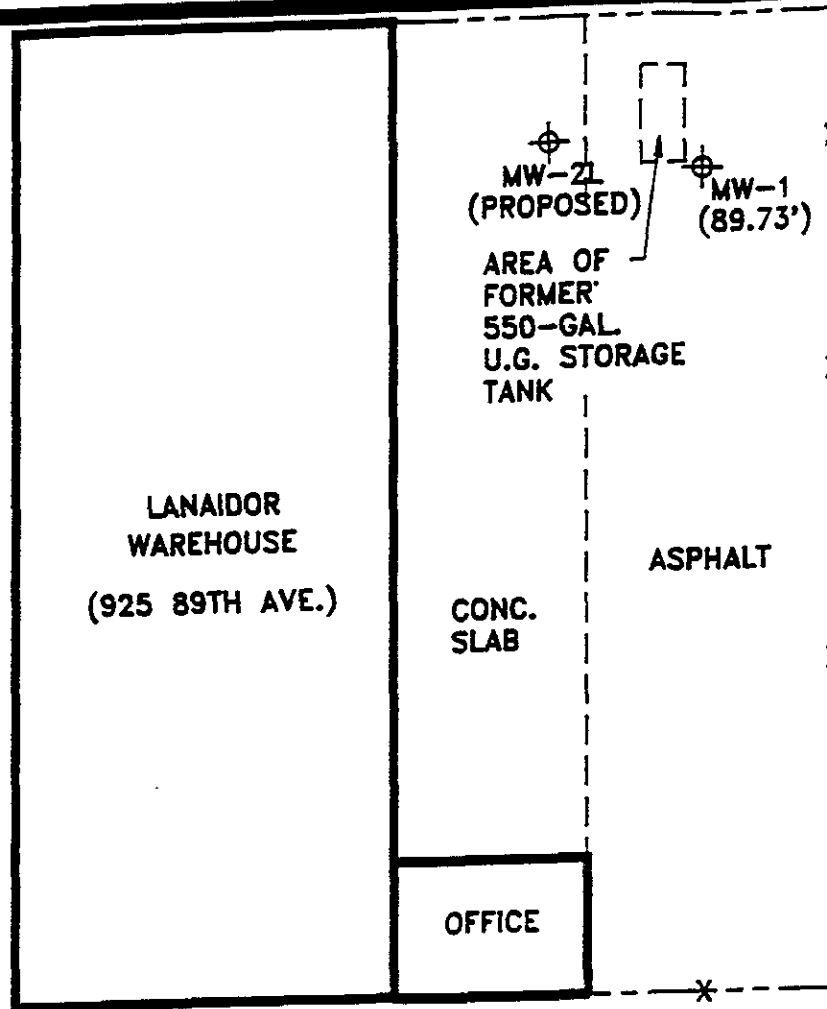 MW-2L
(PROPOSED)
MW-1
(89.73')
AREA OF
FORMER
550-GAL.
U.G. STORAGE
TANK
LANAIDOR
WAREHOUSE
(925 89TH AVE.)
ASPHALT
CONC.
SLAB
OFFICE
X